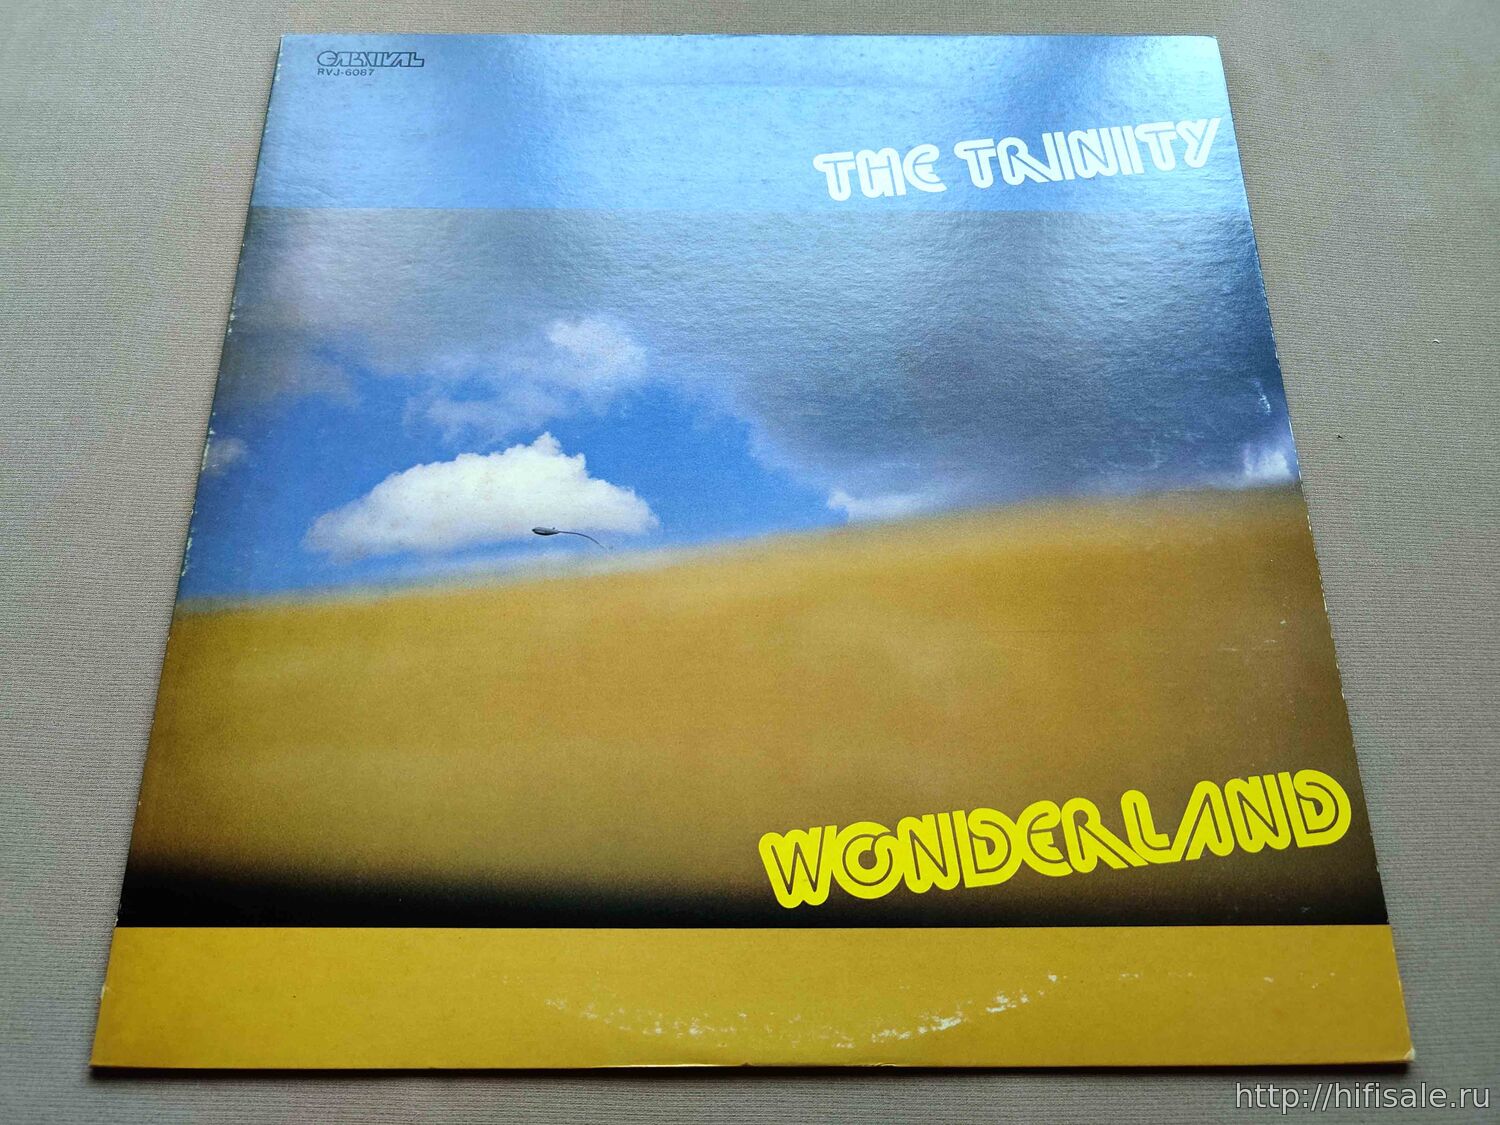 CARNIVAL
RVJ-6087
THE TRINITY
WONDERLAND
http://hifisale.ru